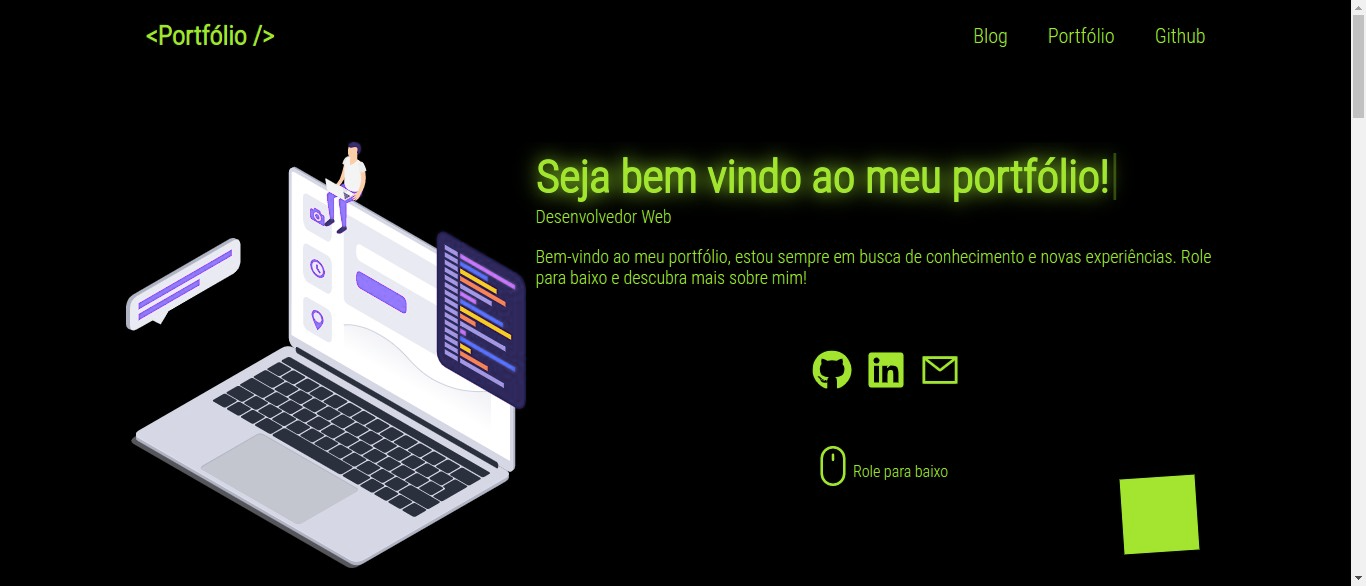 <Portfólio />
Blog
Portfólio
Github
Seja bem vindo ao meu portfólio!
Desenvolvedor Web
Bem-vindo ao meu portfólio, estou sempre em busca de conhecimento e novas experiências. Role
para baixo e descubra mais sobre mim!
in
Role para baixo